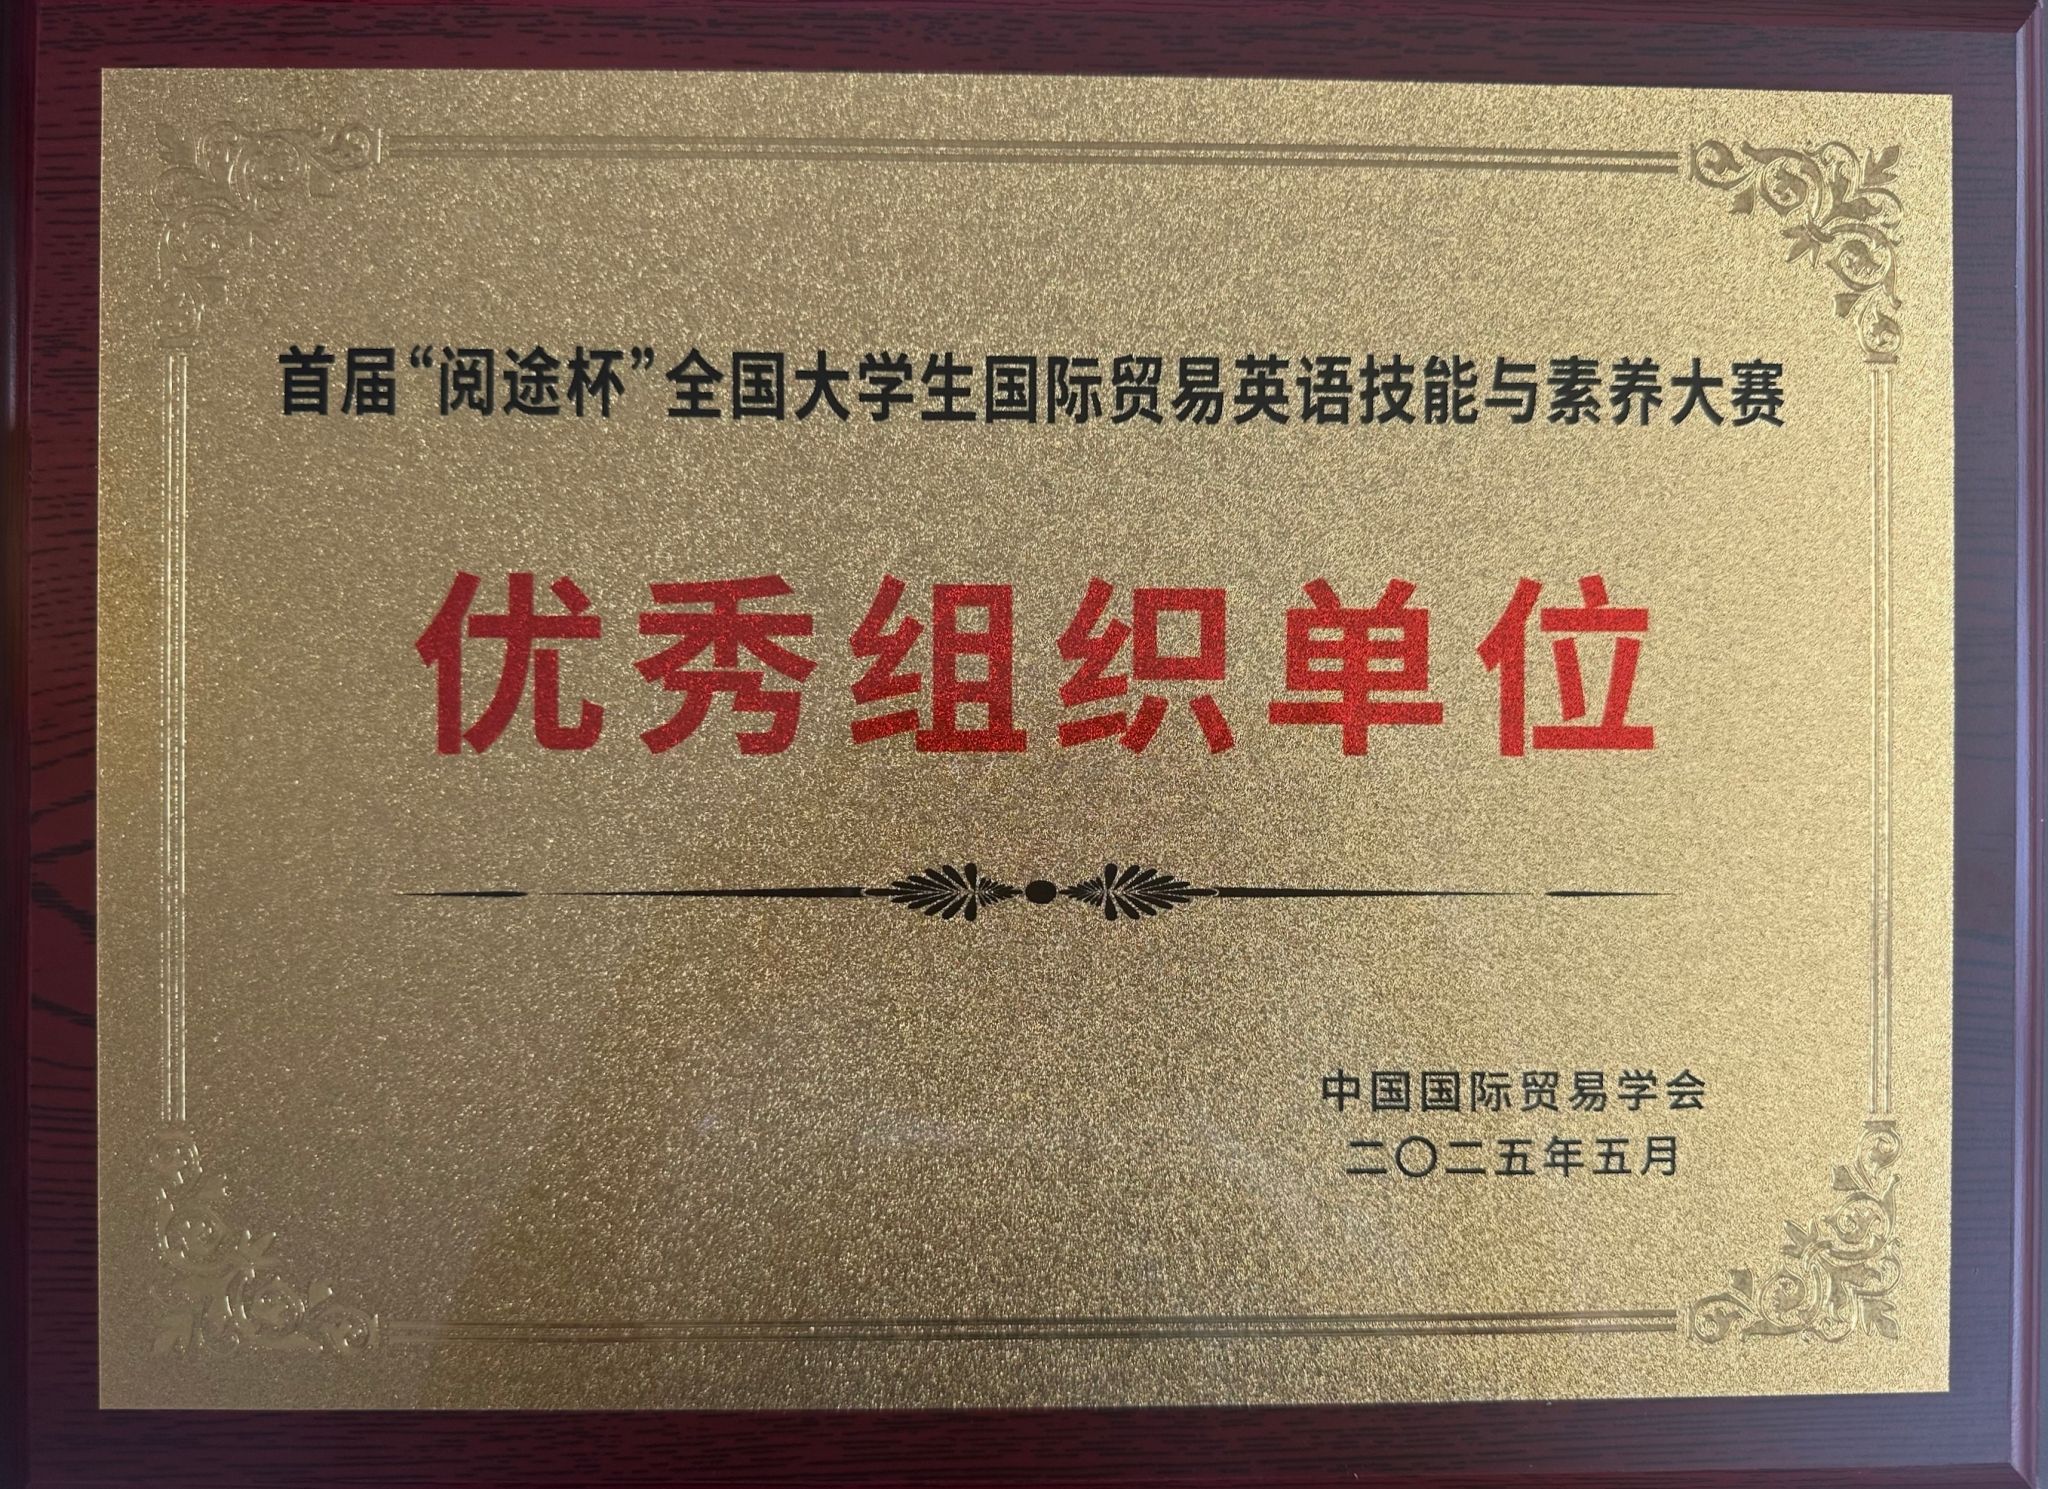 首届“阅途杯”全国大学生国际贸易英语技能与素养大赛
优秀组织单位
中国国际贸易学会
二〇二五年五月